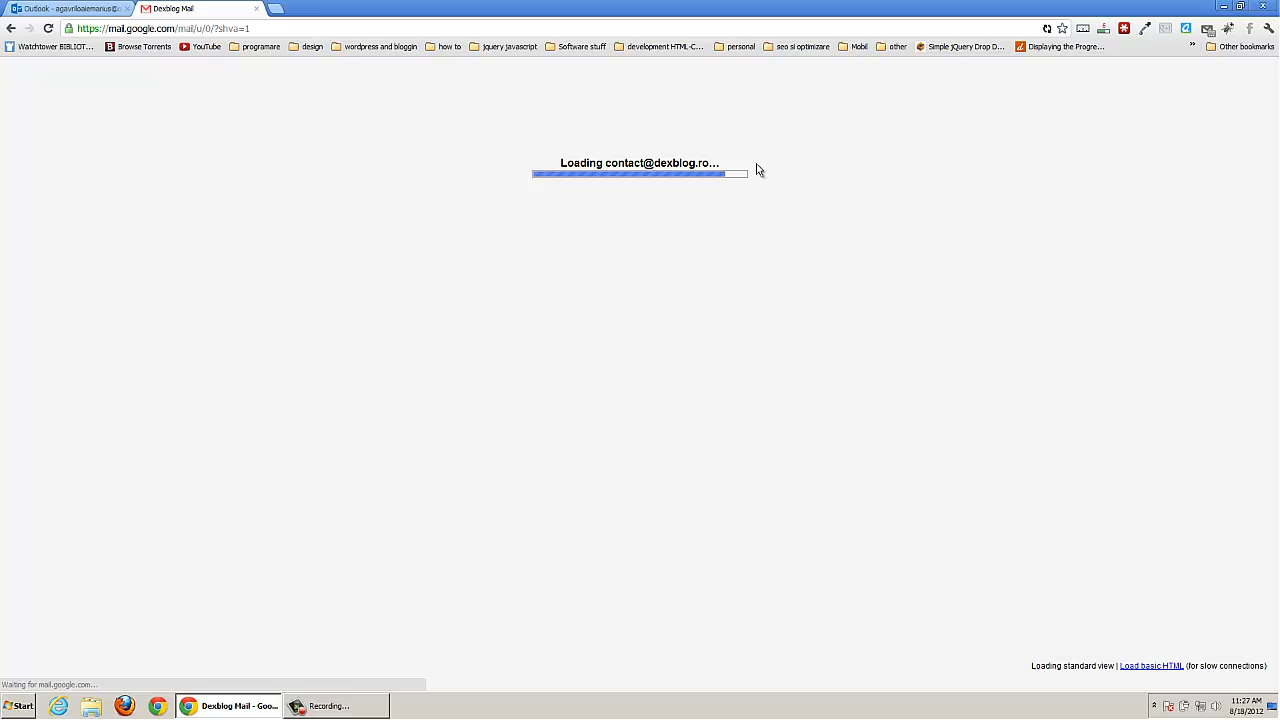 Outlook - agavriloaiemarius@o
Dexblog Mail
https://mail.google.com/mail/u/0/?shva=1
Watchtower BIBLIOT...
Browse Torrents
YouTube
programare
design
wordpress and bloggin
how to
jquery javascript
Software stuff
development HTML-C...
personal
seo si optimizare
Mobil
other
Simple jQuery Drop D...
Displaying the Progre...
»
Other bookmarks
Loading contact@dexblog.ro...
Loading standard view | Load basic HTML (for slow connections)
Waiting for mail.google.com...
Start
Dexblog Mail - Goo...
Recording...
11:27 AM
8/18/2012